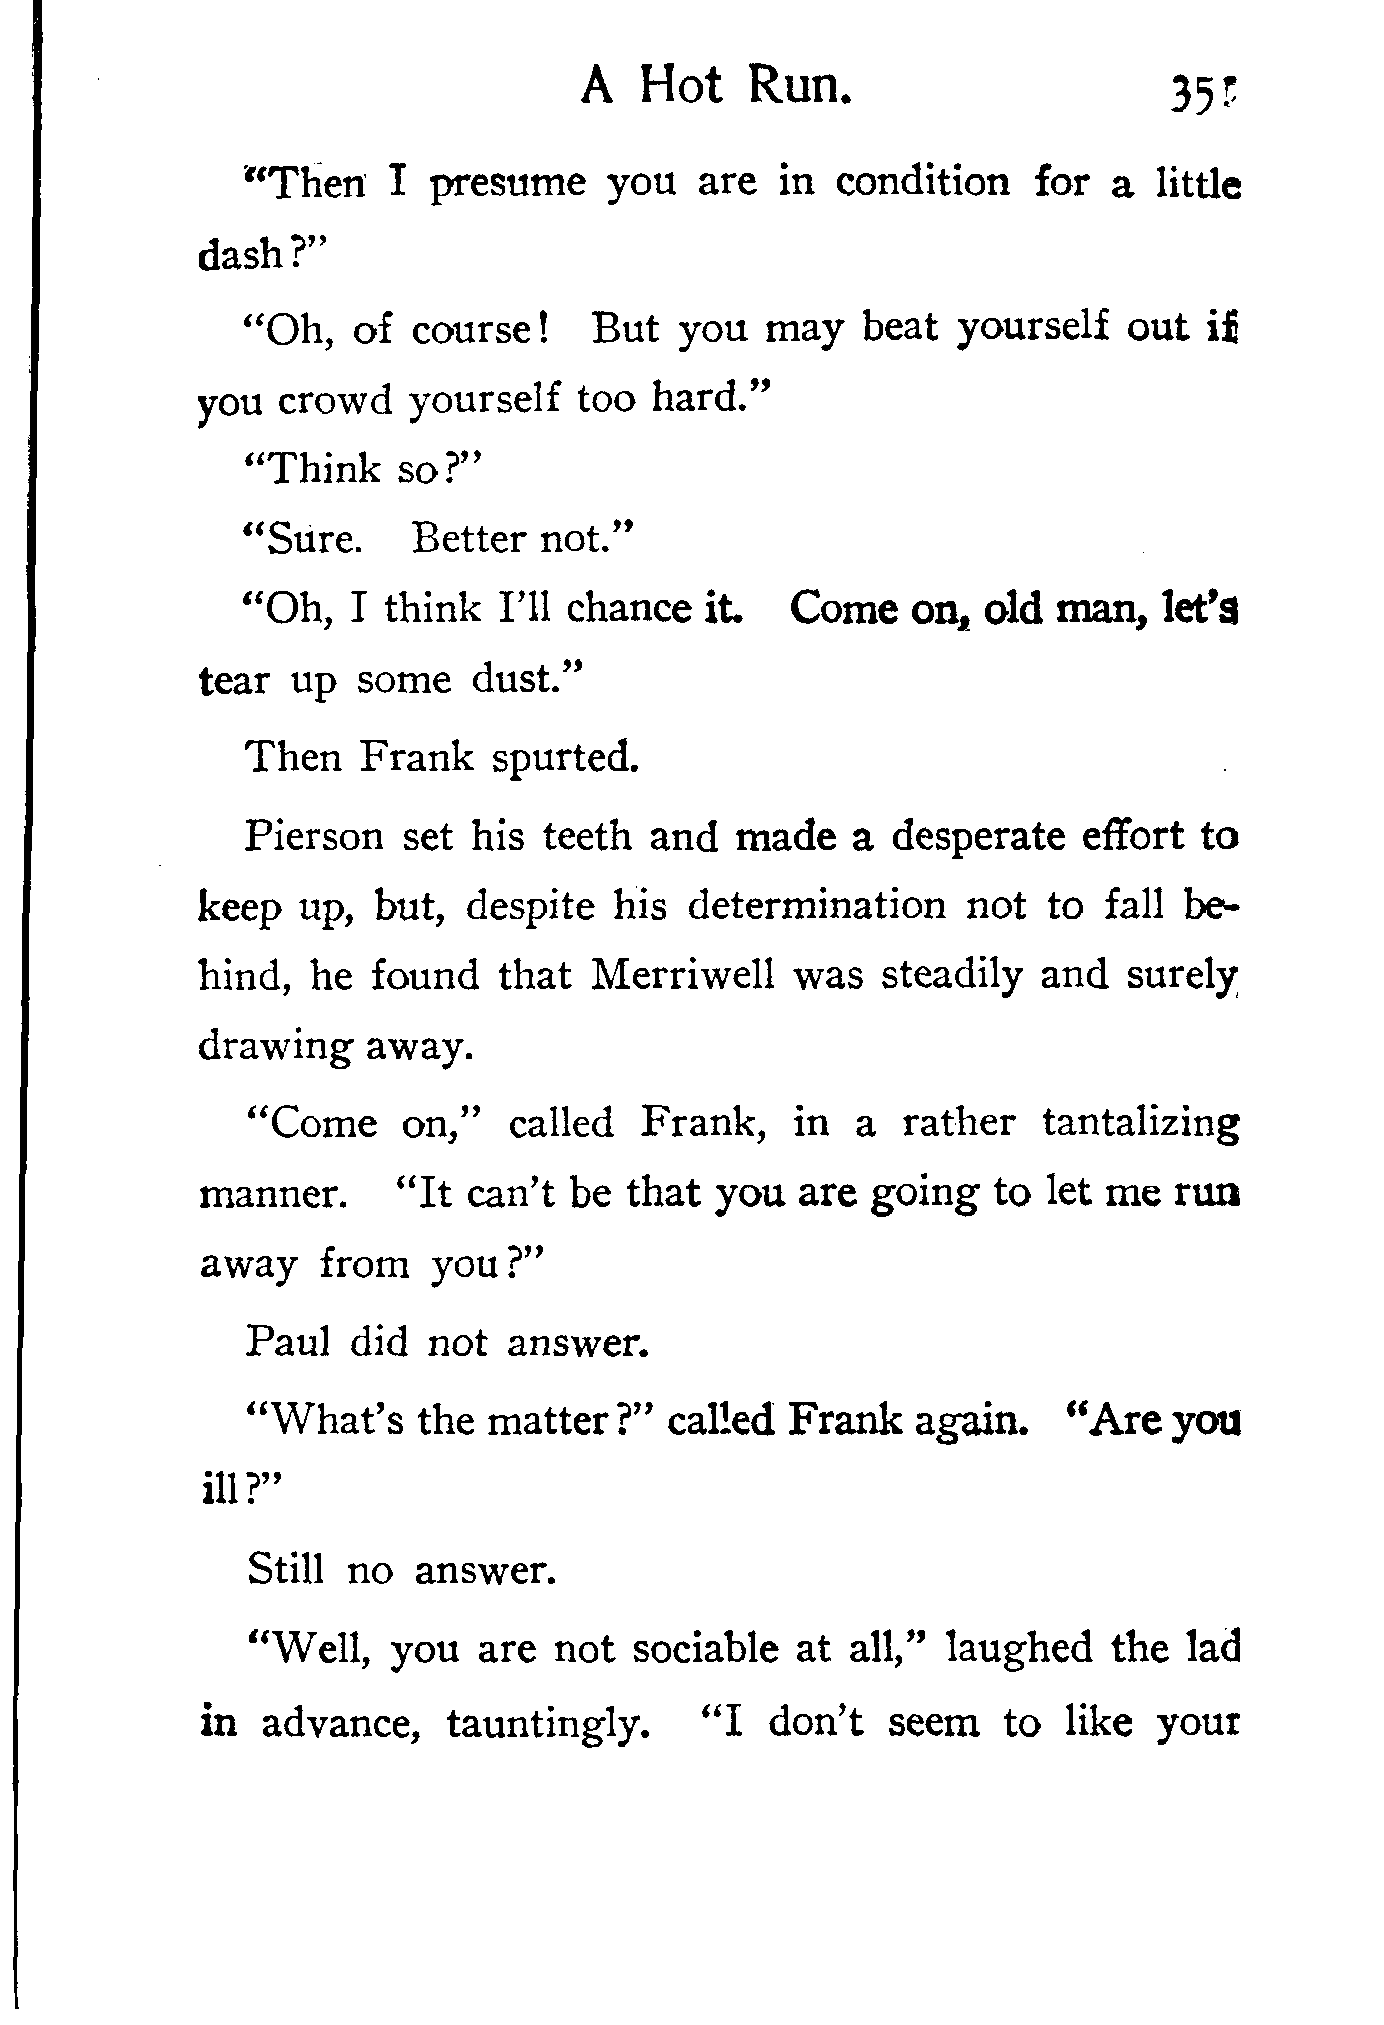 A Hot Run. 351
"Then I presume you are in condition for a little
dash?"
"Oh, of course! But you may beat yourself out if
you crowd yourself too hard."
"Think so?"
"Sure. Better not."
"Oh, I think I'll chance it. Come on, old man, let's
tear up some dust."
Then Frank spurted.
Pierson set his teeth and made a desperate effort to
keep up, but, despite his determination not to fall be-
hind, he found that Merriwell was steadily and surely
drawing away.
"Come on," called Frank, in a rather tantalizing
manner. "It can't be that you are going to let me run
away from you?"
Paul did not answer.
"What's the matter?" called Frank again. "Are you
ill?"
Still no answer.
"Well, you are not sociable at all," laughed the lad
in advance, tauntingly. "I don't seem to like your